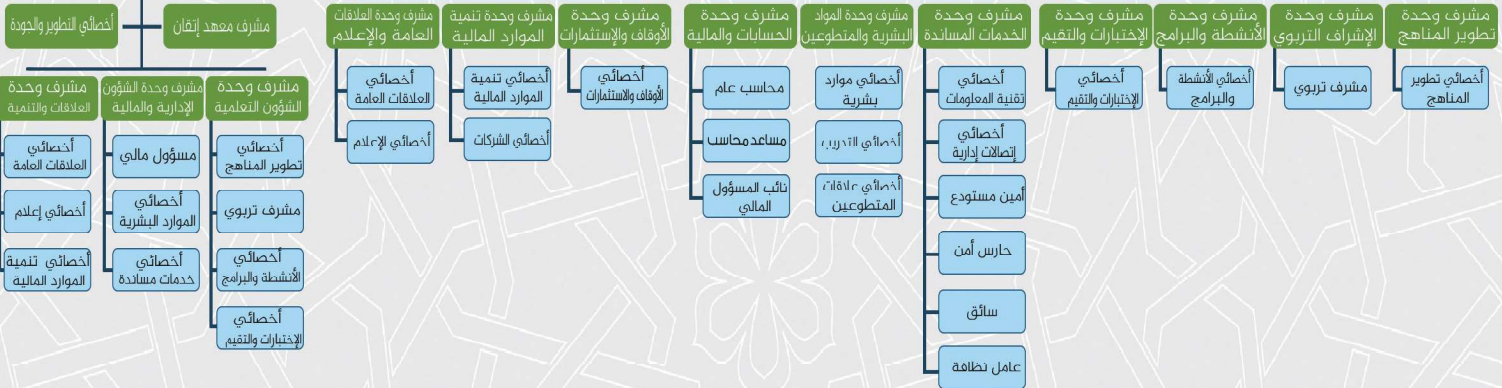 مشرف وحدة
تطوير المناهج
أخصائي تطوير
المناهج
مشرف وحدة
الإشراف التربوي
مشرف تربوي
مشرف وحدة
الأنشطة والبرامج
أخصائي الأنشطة
والبرامج
مشرف وحدة
الإختبارات والتقيم
أخصائي
الإختبارات والتقيم
مشرف وحدة
الخدمات المساندة
أخصائي
تقنية المعلومات
أخصائي
إتصالات إدارية
أمين مستودع
حارس أمن
سائق
عامل نظافة
مشرف وحدة المواد
البشرية والمتطوعين
أخصائي موارد
بشرية
أخصائي التدريب
أخصائي علاقات
المتطوعين
مشرف وحدة
الحسابات والمالية
محاسب عام
مساعد محاسب
نائب المسؤول
المالي
مشرف وحدة
الأوقاف والإستثمارات
أخصائي
الأوقاف والاستثمارات
مشرف وحدة تنمية
الموارد المالية
أخصائي تنمية
الموارد المالية
أخصائي الشركات
مشرف وحدة العلاقات
العامة والإعلام
أخصائي
العلاقات العامة
أخصائي الإعلام
مشرف معهد إتقان
أخصائي التطوير والجودة
مشرف وحدة
الشؤون التعلمية
أخصائي
تطوير المناهج
مشرف تربوي
أخصائي
الأنشطة والبرامج
أخصائي
الإختبارات والتقيم
مشرف وحدة الشؤون
الإدارية والمالية
مسؤول مالي
أخصائي
الموارد البشرية
أخصائي
خدمات مساندة
مشرف وحدة
العلاقات والتنمية
أخصائي
العلاقات العامة
أخصائي إعلام
أخصائي تنمية
الموارد المالية